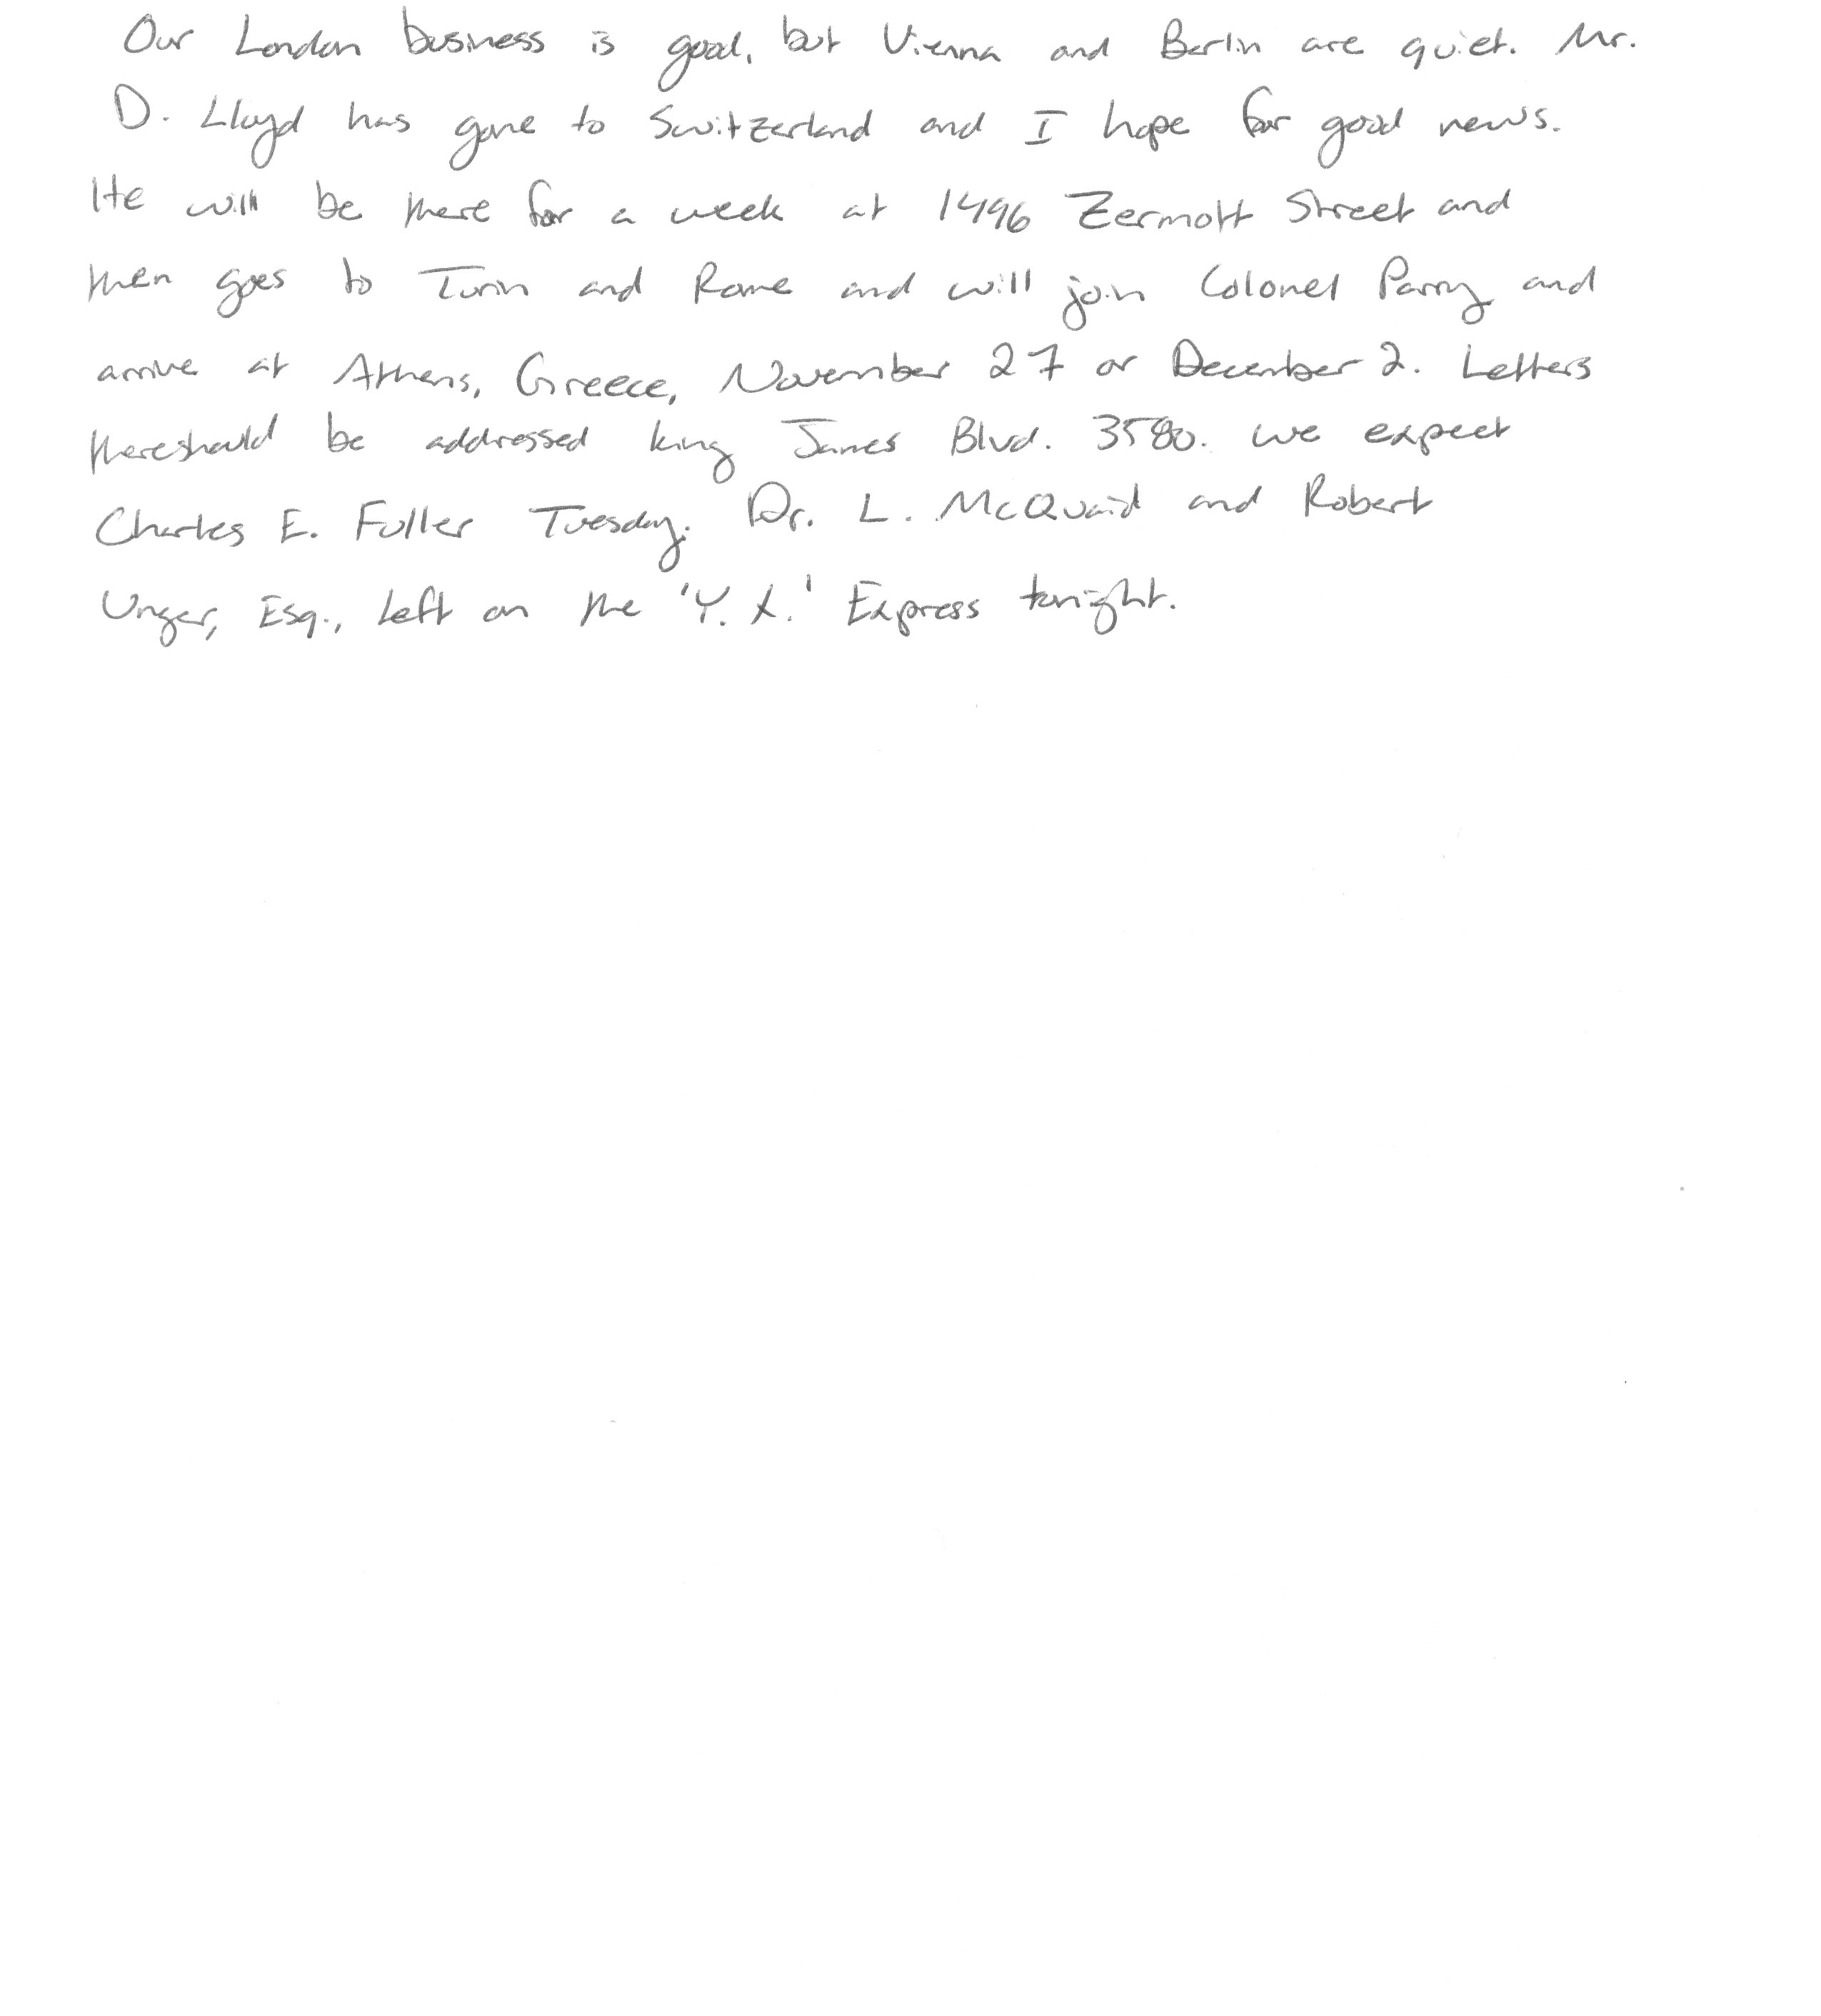 Our London business is good, but Vienna and Berlin are quiet. Mr.
D. Lloyd has gone to Switzerland and I hope for good news.
He will be there for a week at 1496 Zermott Street and
then goes to Turin and Rome and will join Colonel Parry and
arrive at Athens, Greece, November 27 or December 2. Letters
thereshould be addressed king James Blvd. 3580. We expect
Charles E. Fuller Tuesday. Dr. L. McQuaid and Robert
Unger, Esq., left on the 'Y. X.' Express tonight.